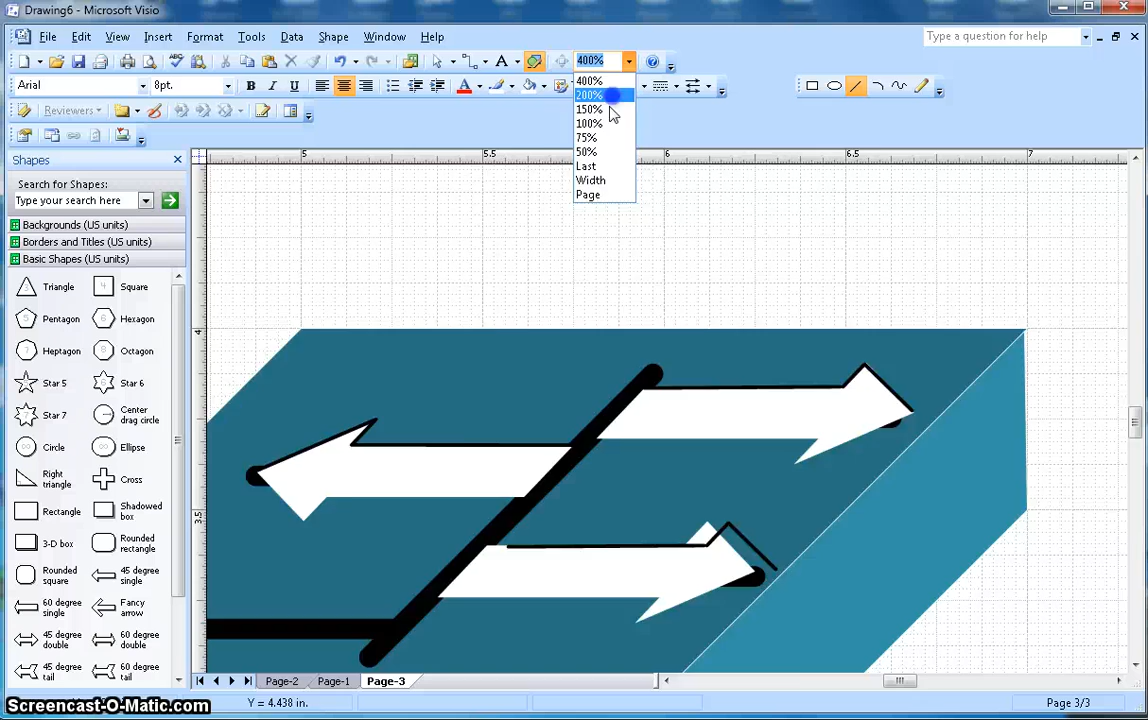 Drawing6 - Microsoft Visio
File Edit View Insert Format Tools Data Shape Window Help
Type a question for help
400%
Arial 8pt. B I U A
Reviewers
400%
200%
150%
100%
75%
50%
Last
Width
Page
Shapes
Search for Shapes:
Type your search here
5 5.5 6 6.5
4
3.5
Backgrounds (US units)
Borders and Titles (US units)
Basic Shapes (US units)
Triangle Square
Pentagon Hexagon
Heptagon Octagon
Star 5 Star 6
Star 7 Center drag circle
Circle Ellipse
Right triangle Cross
Rectangle Shadowed box
3-D box Rounded rectangle
Rounded square 45 degree single
60 degree single Fancy arrow
45 degree double 60 degree double
45 degree tail 60 degree tail
Page-2 Page-1 Page-3
Y = 4.438 in. Page 3/3
Screencast-O-Matic.com